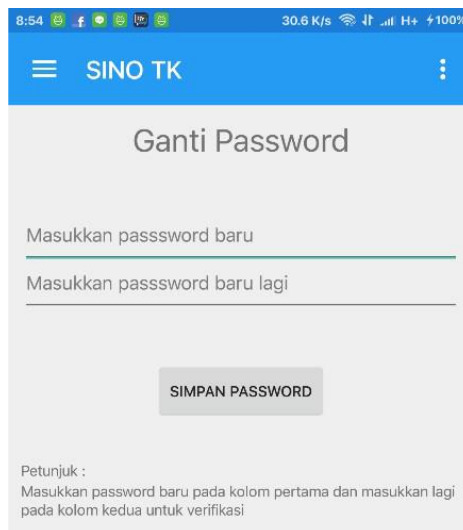 8:54 30.6 K/s H+ 100%
SINO TK
Ganti Password
Masukkan passsword baru
Masukkan passsword baru lagi
SIMPAN PASSWORD
Petunjuk :
Masukkan password baru pada kolom pertama dan masukkan lagi
pada kolom kedua untuk verifikasi